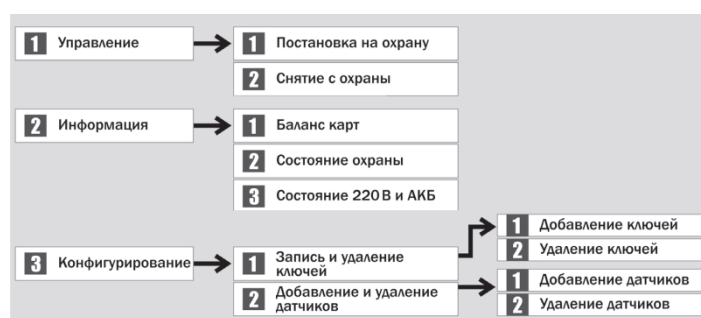 1 Управление
1 Постановка на охрану
2 Снятие с охраны
2 Информация
1 Баланс карт
2 Состояние охраны
3 Состояние 220 В и АКБ
3 Конфигурирование
1 Запись и удаление
ключей
1 Добавление ключей
2 Удаление ключей
2 Добавление и удаление
датчиков
1 Добавление датчиков
2 Удаление датчиков